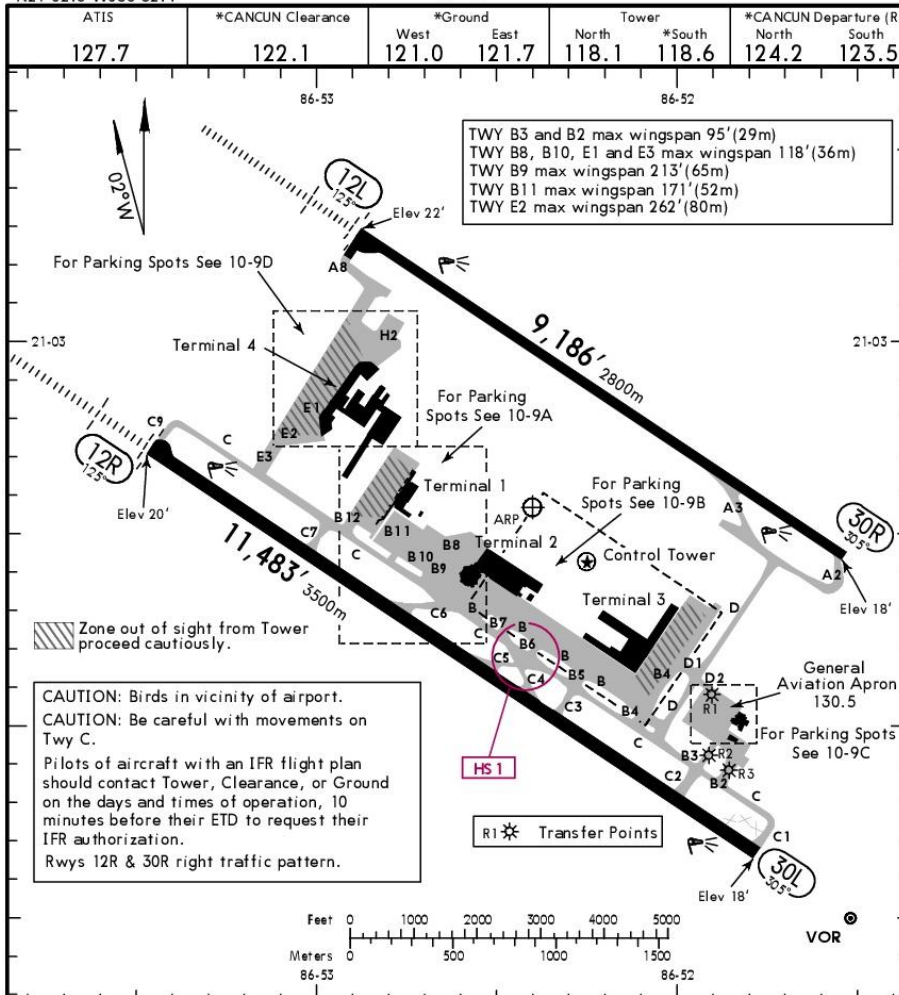 ATIS
127.7
*CANCUN Clearance
122.1
*Ground
West East
121.0 121.7
Tower
North *South
118.1 118.6
*CANCUN Departure (R
North South
124.2 123.5
86-53
86-52
TWY B3 and B2 max wingspan 95'(29m)
TWY B8, B10, E1 and E3 max wingspan 118'(36m)
TWY B9 max wingspan 213'(65m)
TWY B11 max wingspan 171'(52m)
TWY E2 max wingspan 262'(80m)
02°W
12L
125°
Elev 22'
For Parking Spots See 10-9D
A8
21-03
H2
9,186' 2800m
21-03
Terminal 4
For Parking
Spots See 10-9A
E1
E2
C9
C
E3
12R
125°
Elev 20'
Terminal 1
For Parking
Spots See 10-9B
A3
ARP
30R
305°
B12
B11
C7
C
B10
B8
B9
Terminal 2
Control Tower
A2
Elev 18'
11,483' 3500m
Terminal 3
C6
B
D
Zone out of sight from Tower
proceed cautiously.
C
B7
B
B6
B
C5
C4
B5
B
B4
D1
D2
General
Aviation Apron
130.5
R1
C3
B4
D
C
For Parking Spots
See 10-9C
CAUTION: Birds in vicinity of airport.
CAUTION: Be careful with movements on
Twy C.
Pilots of aircraft with an IFR flight plan
should contact Tower, Clearance, or Ground
on the days and times of operation, 10
minutes before their ETD to request their
IFR authorization.
Rwys 12R & 30R right traffic pattern.
HS 1
B3
R2
C2
B2
R3
C
C1
R1 Transfer Points
30L
305°
Elev 18'
Feet 0 1000 2000 3000 4000 5000
Meters 0 500 1000 1500
VOR
86-53
86-52